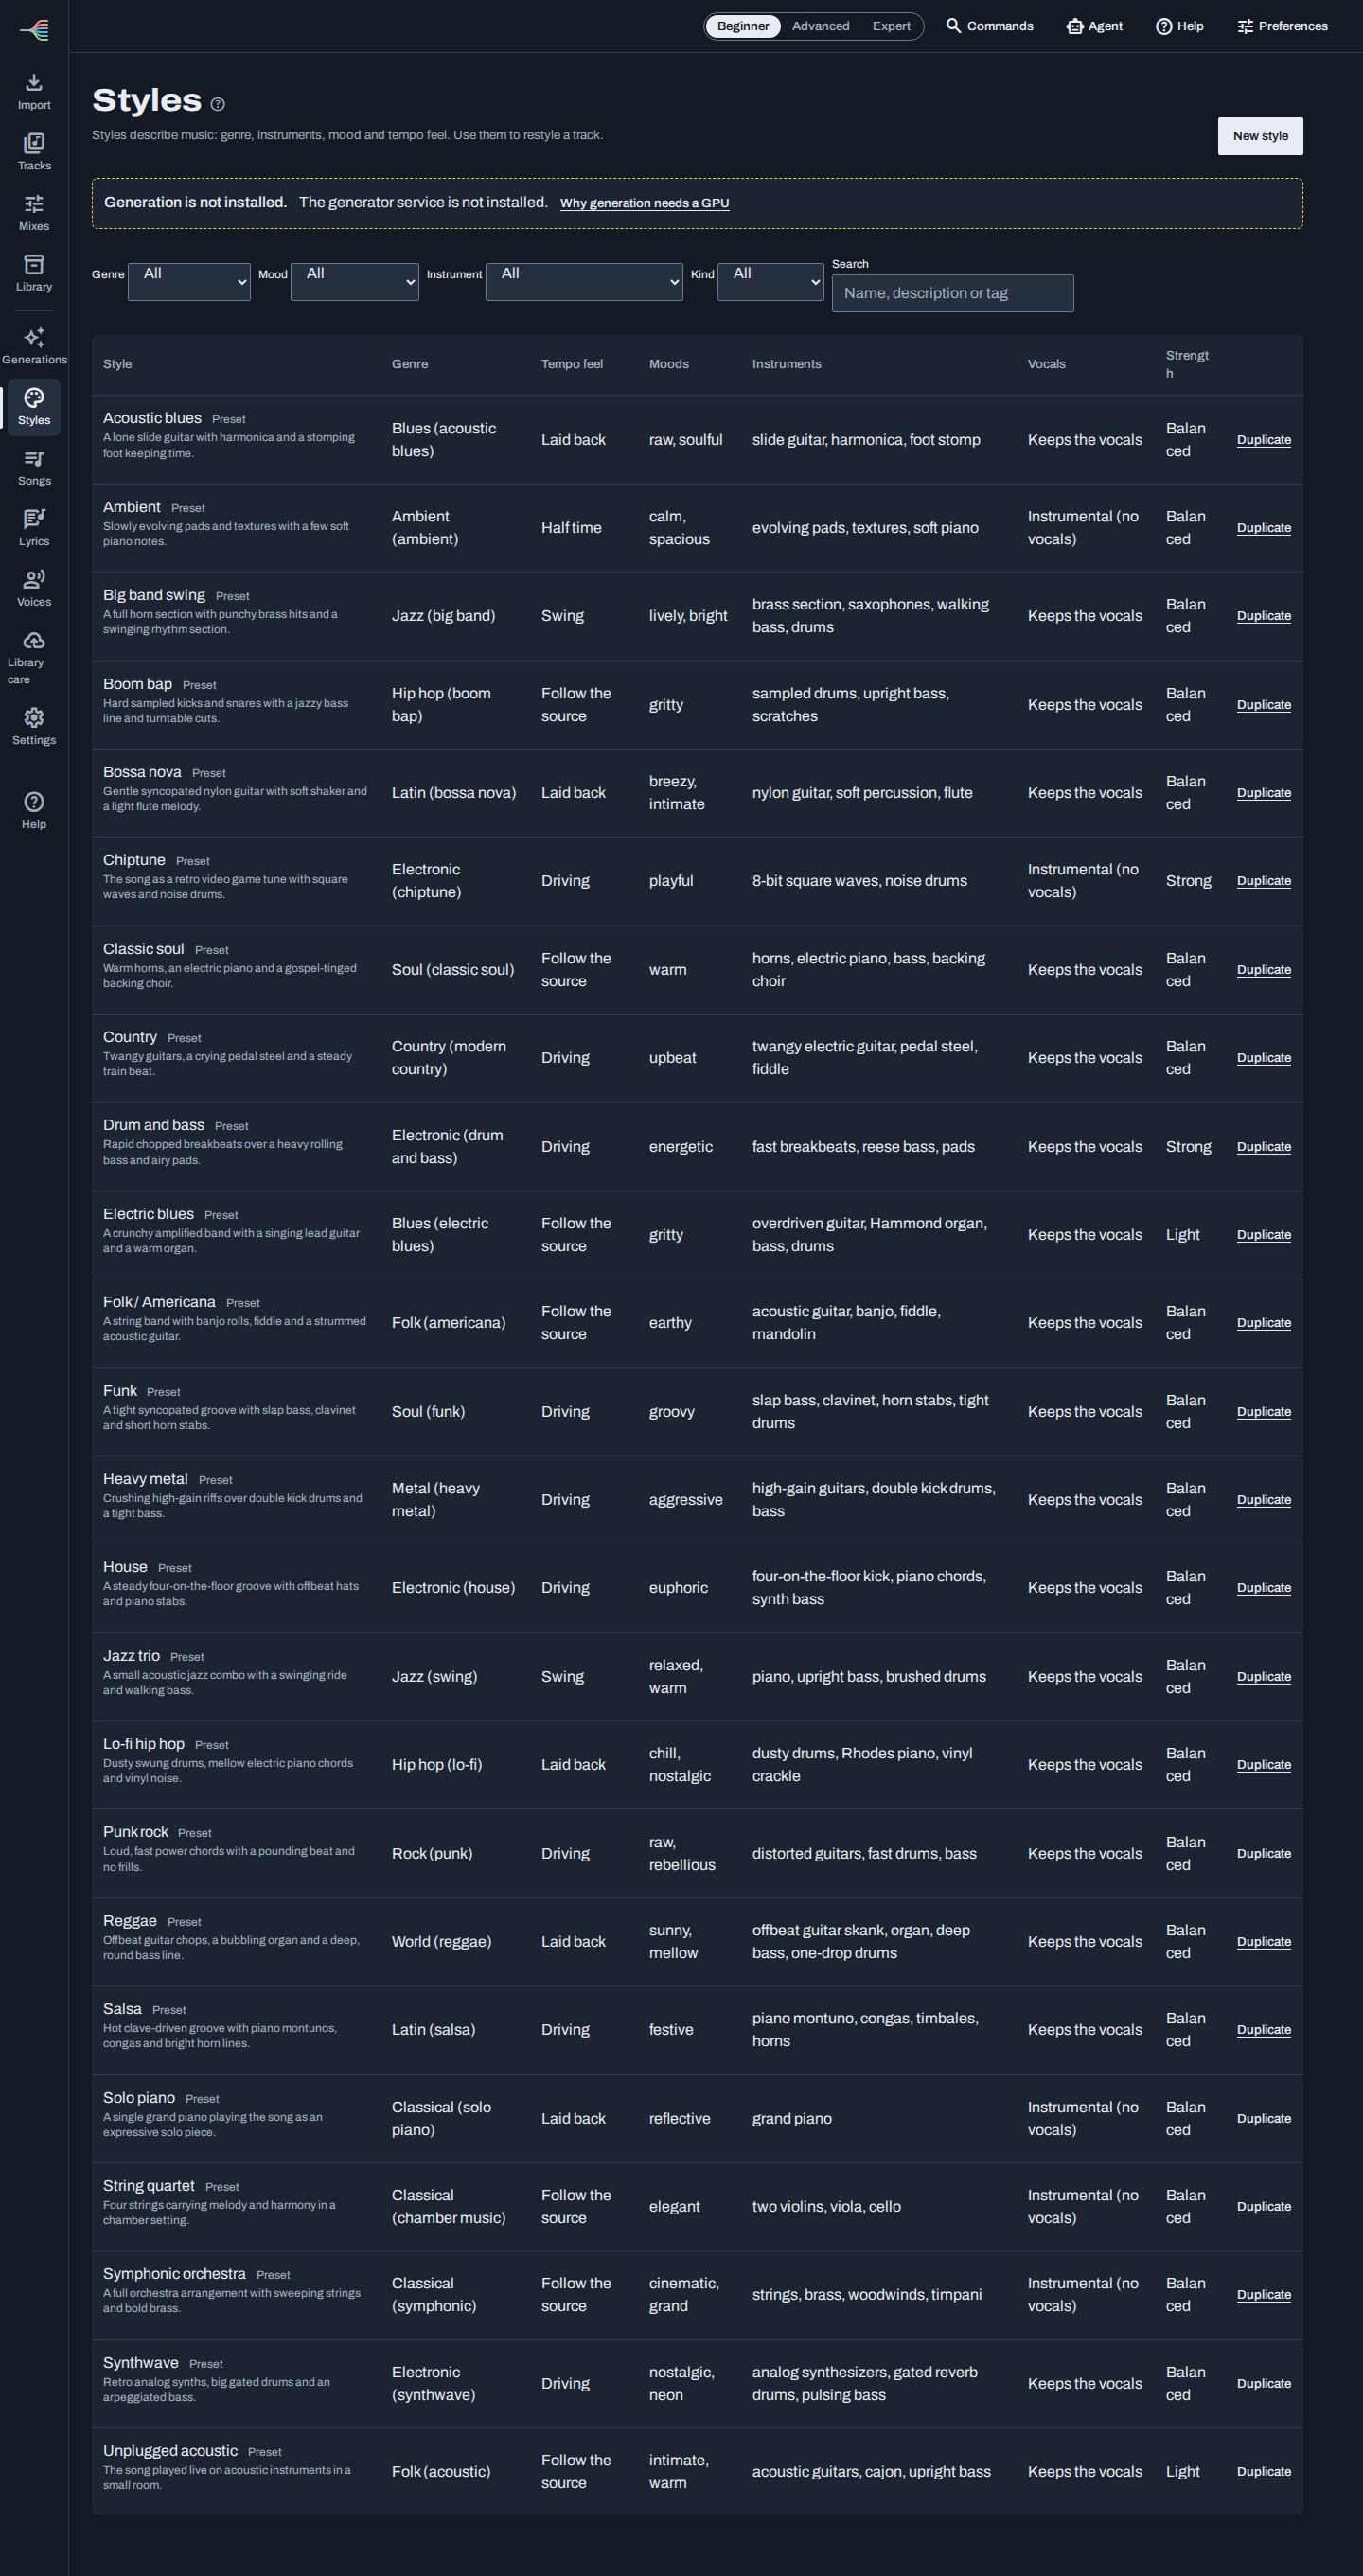 Beginner Advanced Expert Commands Agent Help Preferences
Import
Tracks
Mixes
Library
Generations
Styles
Songs
Lyrics
Voices
Library
care
Settings
Help
Styles
Styles describe music: genre, instruments, mood and tempo feel. Use them to restyle a track.
New style
Generation is not installed. The generator service is not installed. Why generation needs a GPU
Genre All Mood All Instrument All Kind All
Search
Name, description or tag
Style Genre Tempo feel Moods Instruments Vocals Strengt
h
Acoustic blues Preset
A lone slide guitar with harmonica and a stomping
foot keeping time.
Blues (acoustic
blues)
Laid back
raw, soulful
slide guitar, harmonica, foot stomp
Keeps the vocals
Balan
ced
Duplicate
Ambient Preset
Slowly evolving pads and textures with a few soft
piano notes.
Ambient
(ambient)
Half time
calm,
spacious
evolving pads, textures, soft piano
Instrumental (no
vocals)
Balan
ced
Duplicate
Big band swing Preset
A full horn section with punchy brass hits and a
swinging rhythm section.
Jazz (big band)
Swing
lively, bright
brass section, saxophones, walking
bass, drums
Keeps the vocals
Balan
ced
Duplicate
Boom bap Preset
Hard sampled kicks and snares with a jazzy bass
line and turntable cuts.
Hip hop (boom
bap)
Follow the
source
gritty
sampled drums, upright bass,
scratches
Keeps the vocals
Balan
ced
Duplicate
Bossa nova Preset
Gentle syncopated nylon guitar with soft shaker and
a light flute melody.
Latin (bossa nova)
Laid back
breezy,
intimate
nylon guitar, soft percussion, flute
Keeps the vocals
Balan
ced
Duplicate
Chiptune Preset
The song as a retro video game tune with square
waves and noise drums.
Electronic
(chiptune)
Driving
playful
8-bit square waves, noise drums
Instrumental (no
vocals)
Strong
Duplicate
Classic soul Preset
Warm horns, an electric piano and a gospel-tinged
backing choir.
Soul (classic soul)
Follow the
source
warm
horns, electric piano, bass, backing
choir
Keeps the vocals
Balan
ced
Duplicate
Country Preset
Twangy guitars, a crying pedal steel and a steady
train beat.
Country (modern
country)
Driving
upbeat
twangy electric guitar, pedal steel,
fiddle
Keeps the vocals
Balan
ced
Duplicate
Drum and bass Preset
Rapid chopped breakbeats over a heavy rolling
bass and airy pads.
Electronic (drum
and bass)
Driving
energetic
fast breakbeats, reese bass, pads
Keeps the vocals
Strong
Duplicate
Electric blues Preset
A crunchy amplified band with a singing lead guitar
and a warm organ.
Blues (electric
blues)
Follow the
source
gritty
overdriven guitar, Hammond organ,
bass, drums
Keeps the vocals
Light
Duplicate
Folk / Americana Preset
A string band with banjo rolls, fiddle and a strummed
acoustic guitar.
Folk (americana)
Follow the
source
earthy
acoustic guitar, banjo, fiddle,
mandolin
Keeps the vocals
Balan
ced
Duplicate
Funk Preset
A tight syncopated groove with slap bass, clavinet
and short horn stabs.
Soul (funk)
Driving
groovy
slap bass, clavinet, horn stabs, tight
drums
Keeps the vocals
Balan
ced
Duplicate
Heavy metal Preset
Crushing high-gain riffs over double kick drums and
a tight bass.
Metal (heavy
metal)
Driving
aggressive
high-gain guitars, double kick drums,
bass
Keeps the vocals
Balan
ced
Duplicate
House Preset
A steady four-on-the-floor groove with offbeat hats
and piano stabs.
Electronic (house)
Driving
euphoric
four-on-the-floor kick, piano chords,
synth bass
Keeps the vocals
Balan
ced
Duplicate
Jazz trio Preset
A small acoustic jazz combo with a swinging ride
and walking bass.
Jazz (swing)
Swing
relaxed,
warm
piano, upright bass, brushed drums
Keeps the vocals
Balan
ced
Duplicate
Lo-fi hip hop Preset
Dusty swung drums, mellow electric piano chords
and vinyl noise.
Hip hop (lo-fi)
Laid back
chill,
nostalgic
dusty drums, Rhodes piano, vinyl
crackle
Keeps the vocals
Balan
ced
Duplicate
Punk rock Preset
Loud, fast power chords with a pounding beat and
no frills.
Rock (punk)
Driving
raw,
rebellious
distorted guitars, fast drums, bass
Keeps the vocals
Balan
ced
Duplicate
Reggae Preset
Offbeat guitar chops, a bubbling organ and a deep,
round bass line.
World (reggae)
Laid back
sunny,
mellow
offbeat guitar skank, organ, deep
bass, one-drop drums
Keeps the vocals
Balan
ced
Duplicate
Salsa Preset
Hot clave-driven groove with piano montunos,
congas and bright horn lines.
Latin (salsa)
Driving
festive
piano montuno, congas, timbales,
horns
Keeps the vocals
Balan
ced
Duplicate
Solo piano Preset
A single grand piano playing the song as an
expressive solo piece.
Classical (solo
piano)
Laid back
reflective
grand piano
Instrumental (no
vocals)
Balan
ced
Duplicate
String quartet Preset
Four strings carrying melody and harmony in a
chamber setting.
Classical
(chamber music)
Follow the
source
elegant
two violins, viola, cello
Instrumental (no
vocals)
Balan
ced
Duplicate
Symphonic orchestra Preset
A full orchestra arrangement with sweeping strings
and bold brass.
Classical
(symphonic)
Follow the
source
cinematic,
grand
strings, brass, woodwinds, timpani
Instrumental (no
vocals)
Balan
ced
Duplicate
Synthwave Preset
Retro analog synths, big gated drums and an
arpeggiated bass.
Electronic
(synthwave)
Driving
nostalgic,
neon
analog synthesizers, gated reverb
drums, pulsing bass
Keeps the vocals
Balan
ced
Duplicate
Unplugged acoustic Preset
The song played live on acoustic instruments in a
small room.
Folk (acoustic)
Follow the
source
intimate,
warm
acoustic guitars, cajon, upright bass
Keeps the vocals
Light
Duplicate